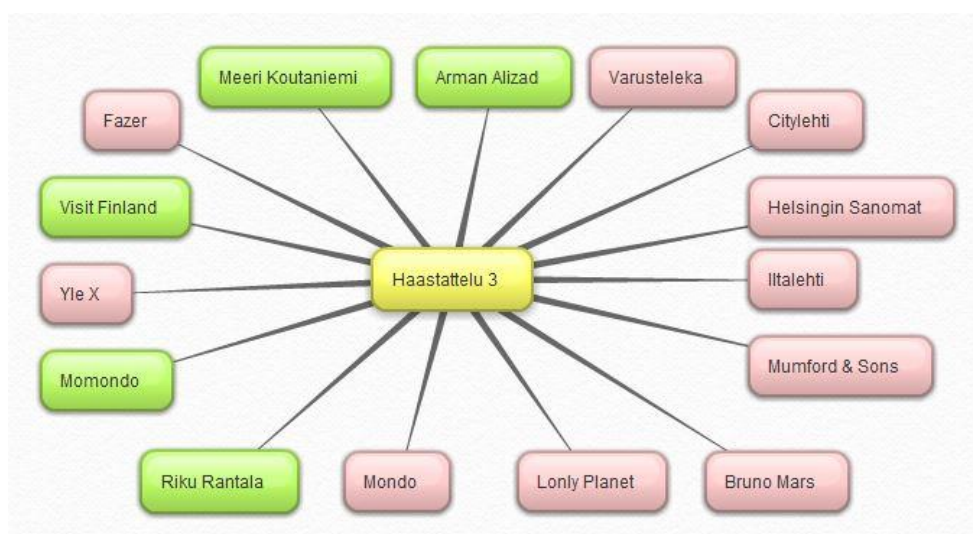 Meeri Koutaniemi
Arman Alizad
Varusteleka
Fazer
Citylehti
Visit Finland
Helsingin Sanomat
Haastattelu 3
Yle X
Iltalehti
Momondo
Mumford & Sons
Riku Rantala
Mondo
Lonly Planet
Bruno Mars